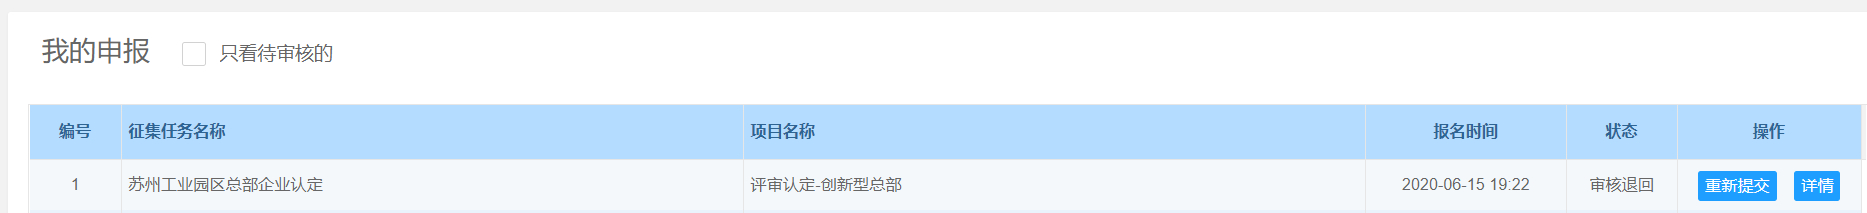 我的申报 只看待审核的
编号 征集任务名称 项目名称 报名时间 状态 操作
1 苏州工业园区总部企业认定 评审认定-创新型总部 2020-06-15 19:22 审核退回 重新提交 详情